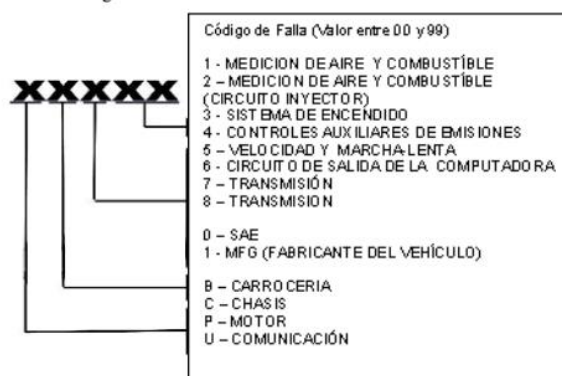 Código de Falla (Valor entre 00 y 99)
1 - MEDICION DE AIRE Y COMBUSTÍBLE
2 – MEDICION DE AIRE Y COMBUSTÍBLE
(CIRCUITO INYECTOR)
3 - SISTEMA DE ENCENDIDO
4 - CONTROLES AUXILIARES DE EMISIONES
5 – VELOCIDAD Y MARCHA-LENTA
6 - CIRCUITO DE SALIDA DE LA COMPUTADORA
7 – TRANSMISIÓN
8 – TRANSMISION
XXXXX
0 – SAE
1 - MFG (FABRICANTE DEL VEHÍCULO)
B – CARROCERIA
C – CHASIS
P – MOTOR
U – COMUNICACIÓN